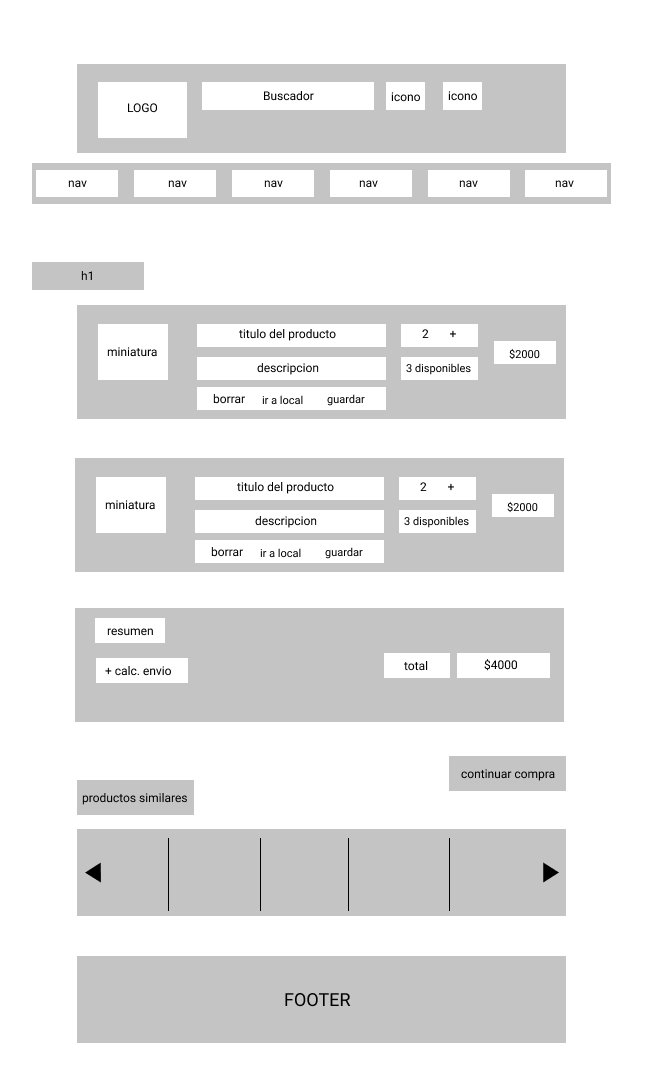 LOGO
Buscador
icono
icono
nav
nav
nav
nav
nav
nav
h1
miniatura
titulo del producto
2 +
$2000
descripcion
3 disponibles
borrar ir a local guardar
miniatura
titulo del producto
2 +
$2000
descripcion
3 disponibles
borrar ir a local guardar
resumen
+ calc. envio
total
$4000
continuar compra
productos similares
FOOTER